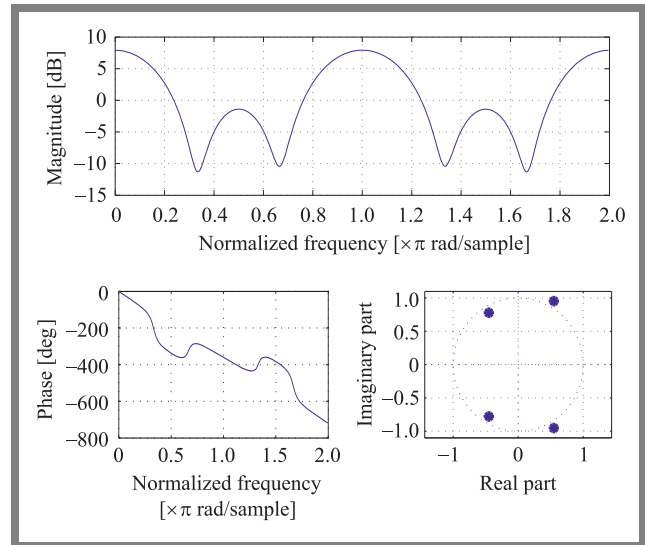 10
5
0
−5
−10
−15
Magnitude [dB]
0 0.2 0.4 0.6 0.8 1.0 1.2 1.4 1.6 1.8 2.0
Normalized frequency [×π rad/sample]
0
−200
−400
−600
−800
Phase [deg]
0 0.5 1.0 1.5 2.0
Normalized frequency
[×π rad/sample]
1.0
0.5
0
−0.5
−1.0
Imaginary part
−1 0 1
Real part